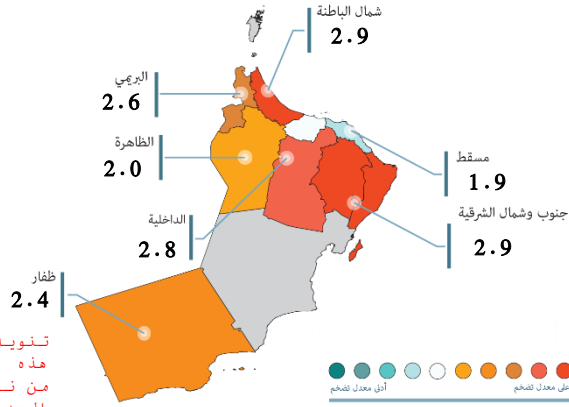 شمال الباطنة
2.9
البريمي
2.6
الظاهرة
2.0
مسقط
1.9
جنوب وشمال الشرقية
2.9
الداخلية
2.8
ظفار
2.4
تنويه
هذه
من
أدنى معدل تضخم
معدل تضخم